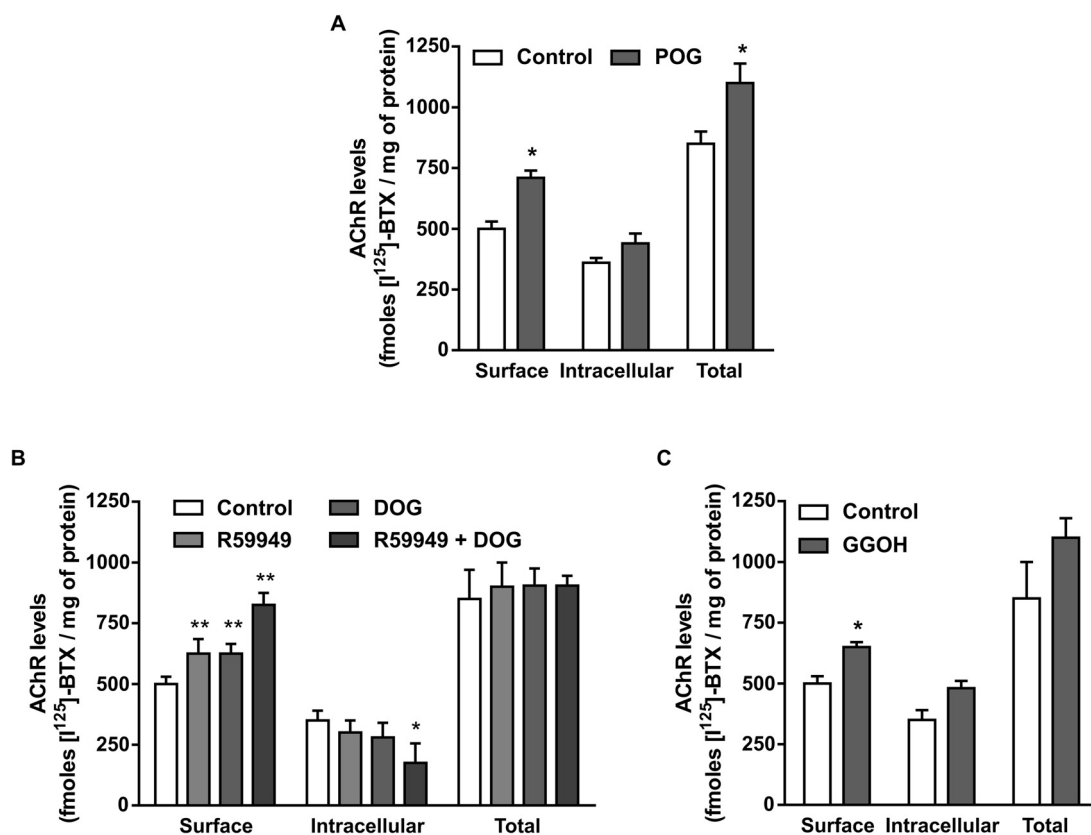 A
Control POG
AChR levels
(fmoles [I¹²⁵]-BTX / mg of protein)
1250
1000
750
500
250
0
*
*
Surface Intracellular Total
B
Control DOG
R59949 R59949 + DOG
AChR levels
(fmoles [I¹²⁵]-BTX / mg of protein)
1250
1000
750
500
250
0
** ** **
*
Surface Intracellular Total
C
Control
GGOH
AChR levels
(fmoles [I¹²⁵]-BTX / mg of protein)
1250
1000
750
500
250
0
*
Surface Intracellular Total